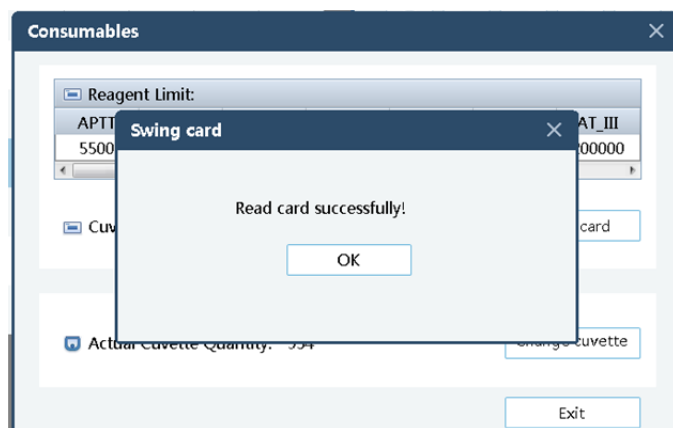 Consumables
Reagent Limit:
APTT
Swing card
AT_III
5500
00000
Read card successfully!
card
OK
Actual Cuvette Quantity:
Change cuvette
Exit